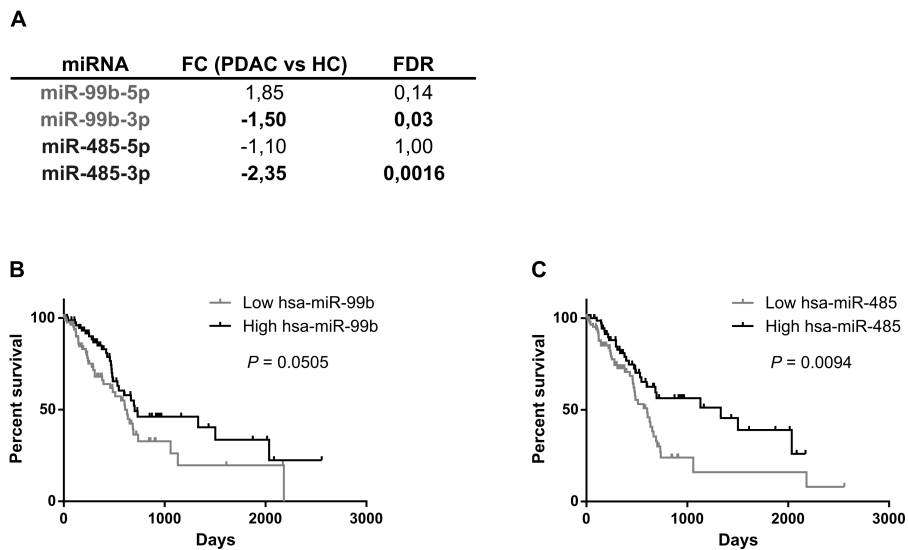 A
miRNA FC (PDAC vs HC) FDR
miR-99b-5p 1,85 0,14
miR-99b-3p -1,50 0,03
miR-485-5p -1,10 1,00
miR-485-3p -2,35 0,0016
B
Low hsa-miR-99b
High hsa-miR-99b
P = 0.0505
Percent survival
100
50
0
0 1000 2000 3000
Days
C
Low hsa-miR-485
High hsa-miR-485
P = 0.0094
Percent survival
100
50
0
0 1000 2000 3000
Days